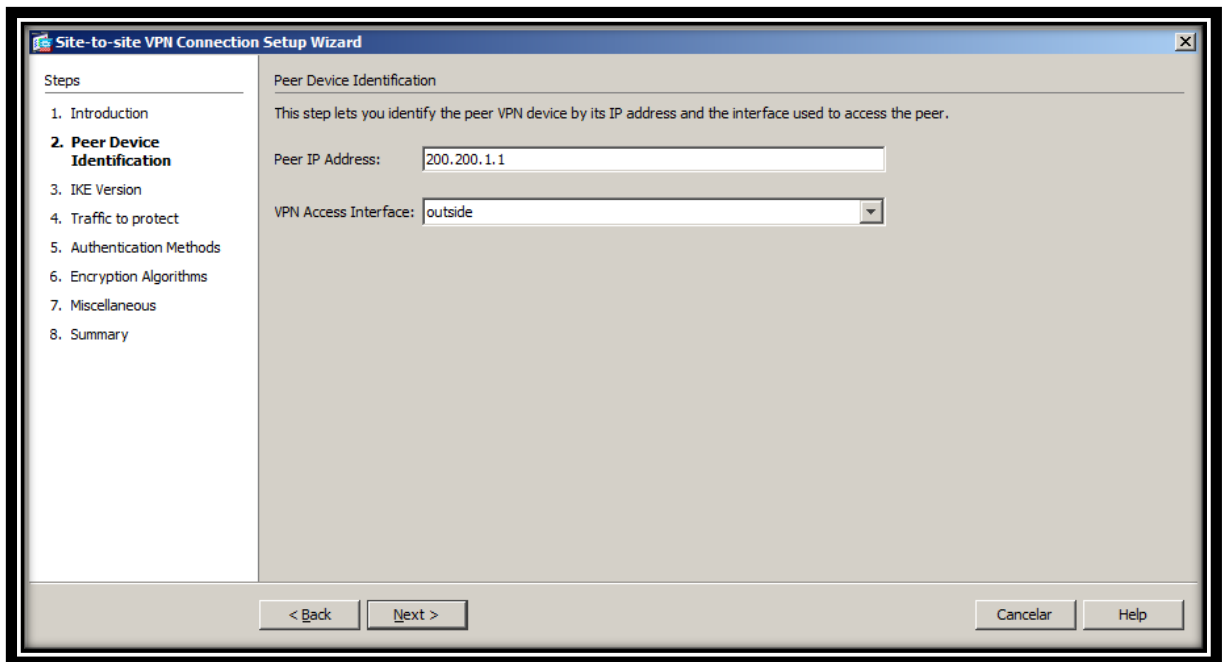 Site-to-site VPN Connection Setup Wizard
Steps
1. Introduction
2. Peer Device
Identification
3. IKE Version
4. Traffic to protect
5. Authentication Methods
6. Encryption Algorithms
7. Miscellaneous
8. Summary
Peer Device Identification
This step lets you identify the peer VPN device by its IP address and the interface used to access the peer.
Peer IP Address: 200.200.1.1
VPN Access Interface: outside
< Back Next > Cancelar Help